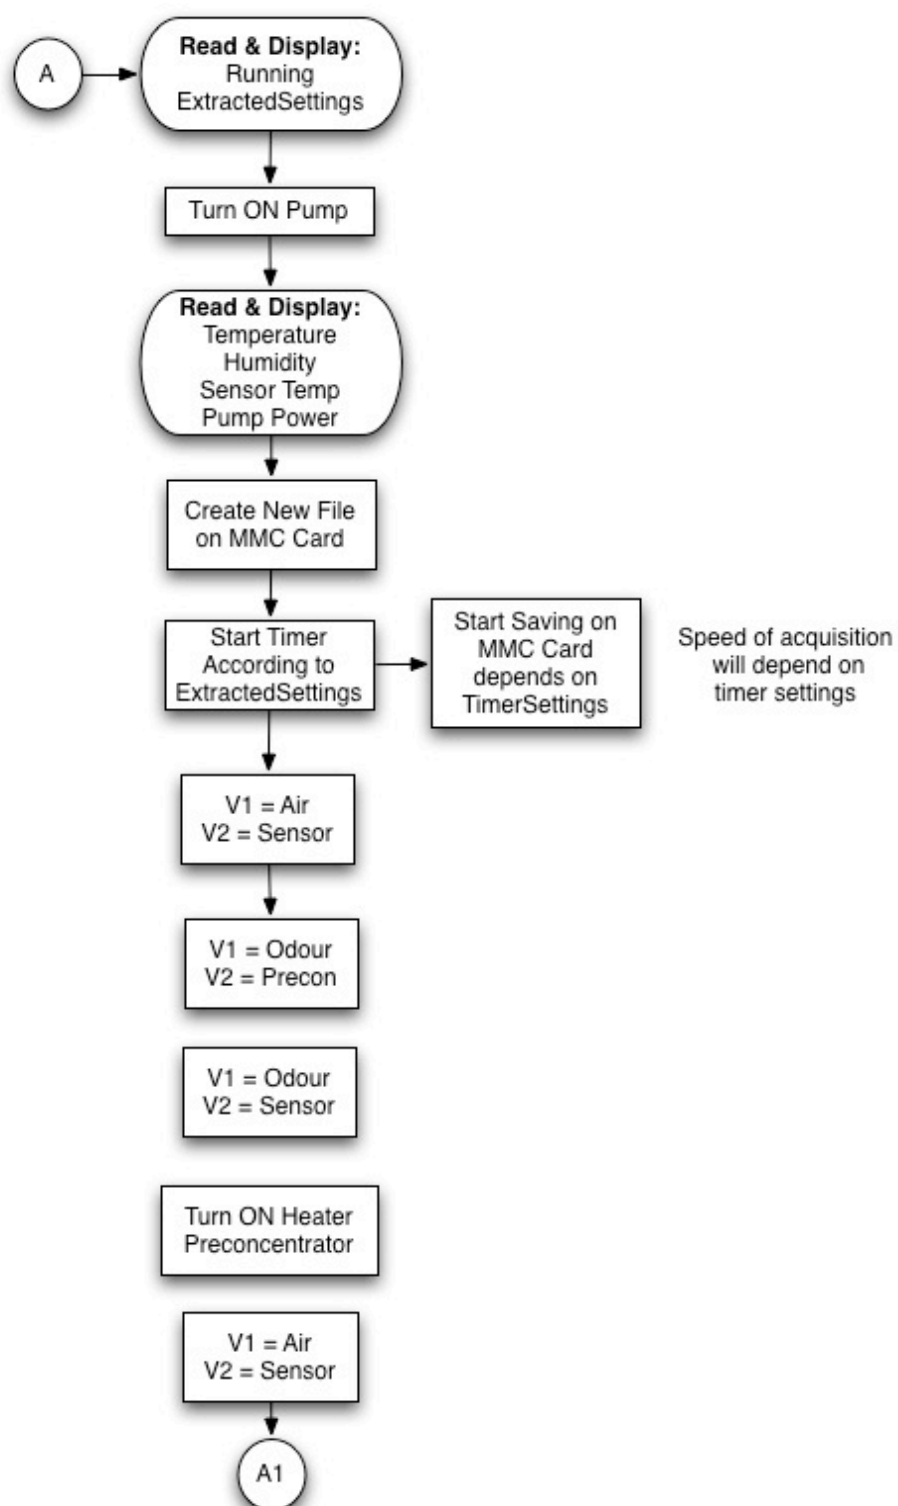 A
Read & Display:
Running
ExtractedSettings
Turn ON Pump
Read & Display:
Temperature
Humidity
Sensor Temp
Pump Power
Create New File
on MMC Card
Start Timer
According to
ExtractedSettings
Start Saving on
MMC Card
depends on
TimerSettings
Speed of acquisition
will depend on
timer settings
V1 = Air
V2 = Sensor
V1 = Odour
V2 = Precon
V1 = Odour
V2 = Sensor
Turn ON Heater
Preconcentrator
V1 = Air
V2 = Sensor
A1